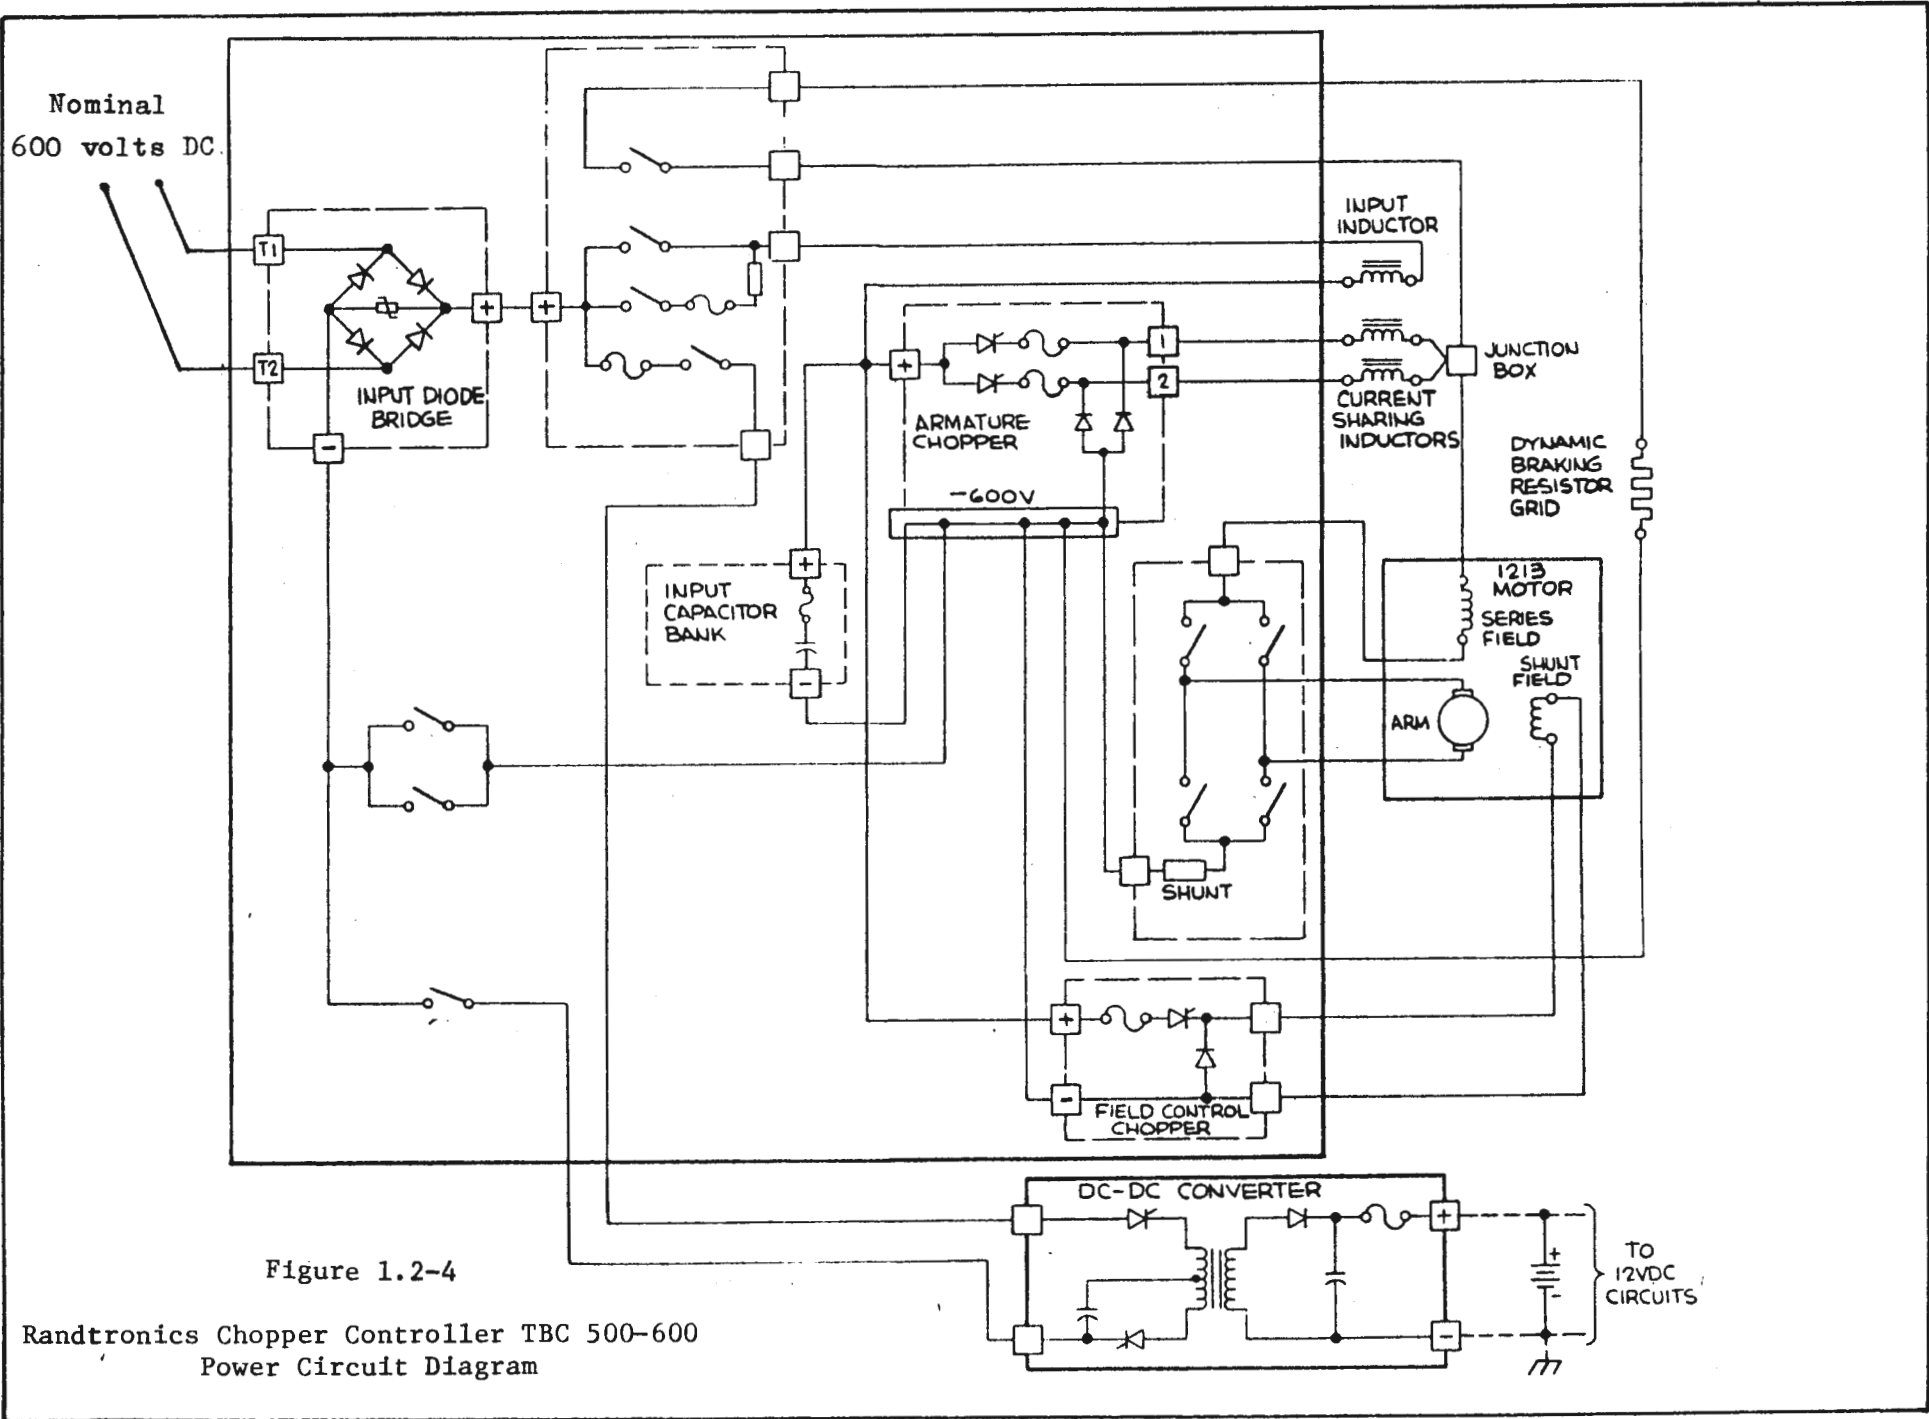 Nominal
600 volts DC
T1
T2
+
-
INPUT DIODE
BRIDGE
+
INPUT
INDUCTOR
+
1
2
ARMATURE
CHOPPER
JUNCTION
BOX
CURRENT
SHARING
INDUCTORS
-600V
DYNAMIC
BRAKING
RESISTOR
GRID
+
INPUT
CAPACITOR
BANK
-
1213
MOTOR
SERIES
FIELD
SHUNT
FIELD
ARM
SHUNT
+
-
FIELD CONTROL
CHOPPER
DC-DC CONVERTER
+
-
+
-
TO
12VDC
CIRCUITS
Figure 1.2-4
Randtronics Chopper Controller TBC 500-600
Power Circuit Diagram